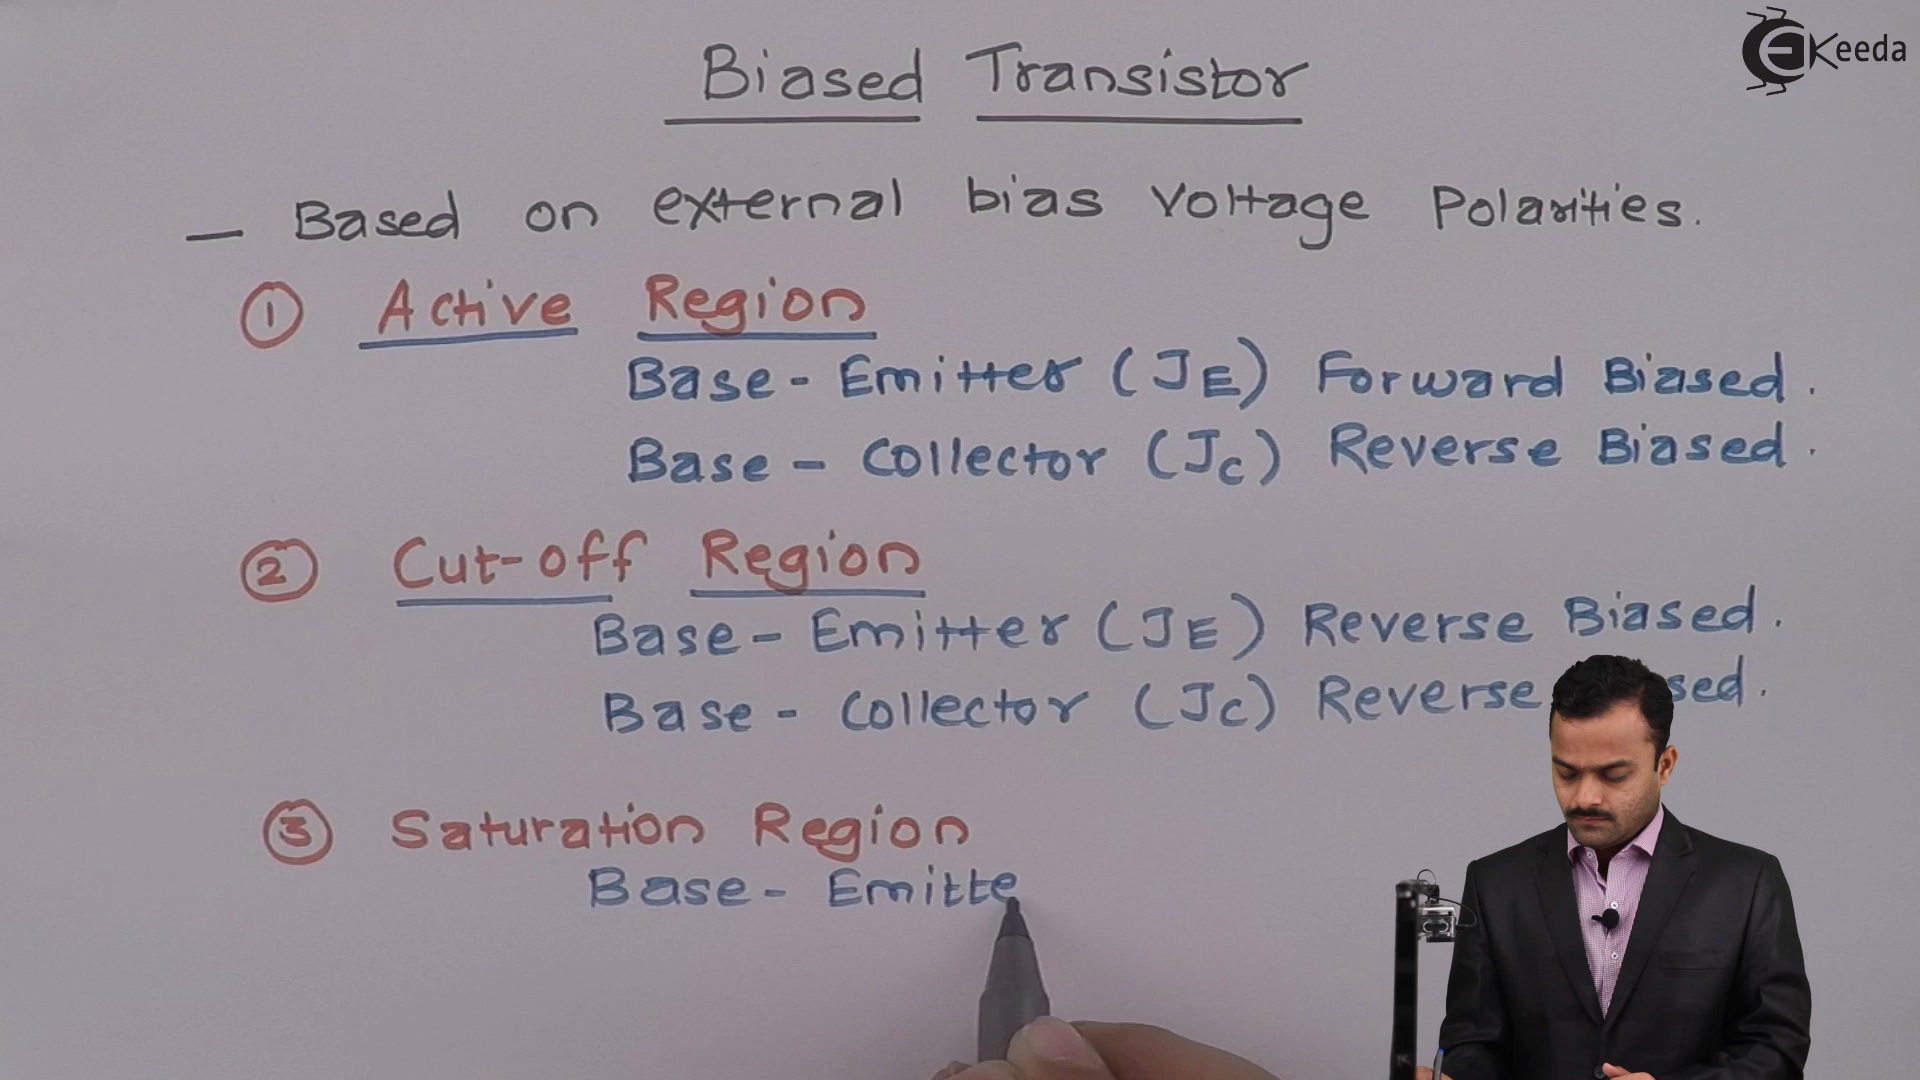 Biased Transistor
EKeeda
— Based on external bias Voltage Polarities.
① Active Region
Base - Emitter (JE) Forward Biased.
Base - Collector (JC) Reverse Biased.
② Cut-off Region
Base - Emitter (JE) Reverse Biased.
Base - Collector (JC) Reverse sed.
③ Saturation Region
Base - Emitte